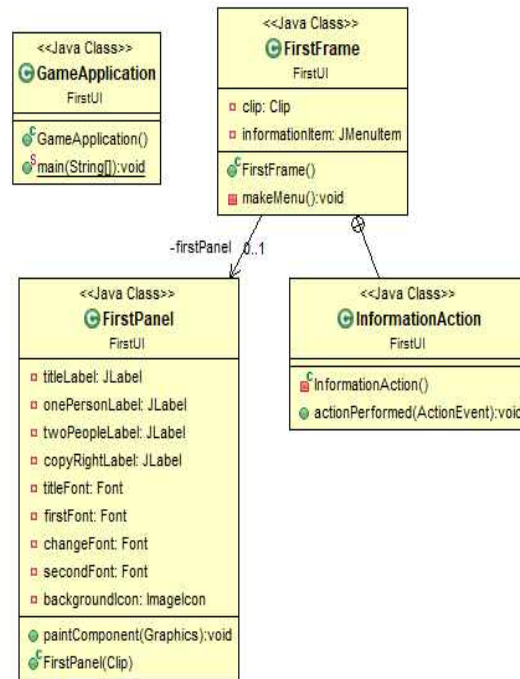 <<Java Class>>
GameApplication
FirstUI
GameApplication()
main(String[]):void
<<Java Class>>
FirstFrame
FirstUI
clip: Clip
informationItem: JMenuItem
FirstFrame()
makeMenu():void
-firstPanel 0..1
<<Java Class>>
FirstPanel
FirstUI
titleLabel: JLabel
onePersonLabel: JLabel
twoPeopleLabel: JLabel
copyRightLabel: JLabel
titleFont: Font
firstFont: Font
changeFont: Font
secondFont: Font
backgroundIcon: ImageIcon
paintComponent(Graphics):void
FirstPanel(Clip)
<<Java Class>>
InformationAction
FirstUI
InformationAction()
actionPerformed(ActionEvent):void